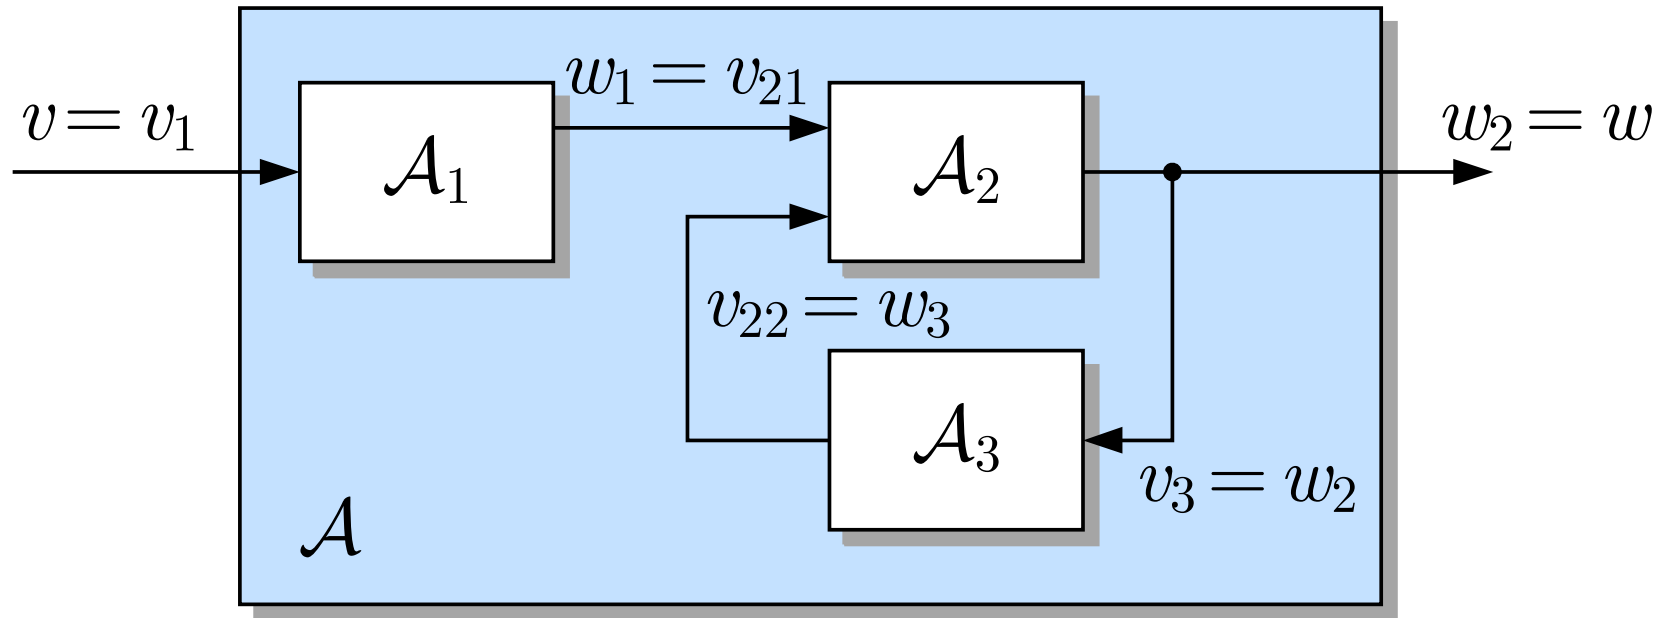 v = v₁
w₁ = v₂₁
w₂ = w
𝒜₁
𝒜₂
v₂₂ = w₃
𝒜₃
v₃ = w₂
𝒜